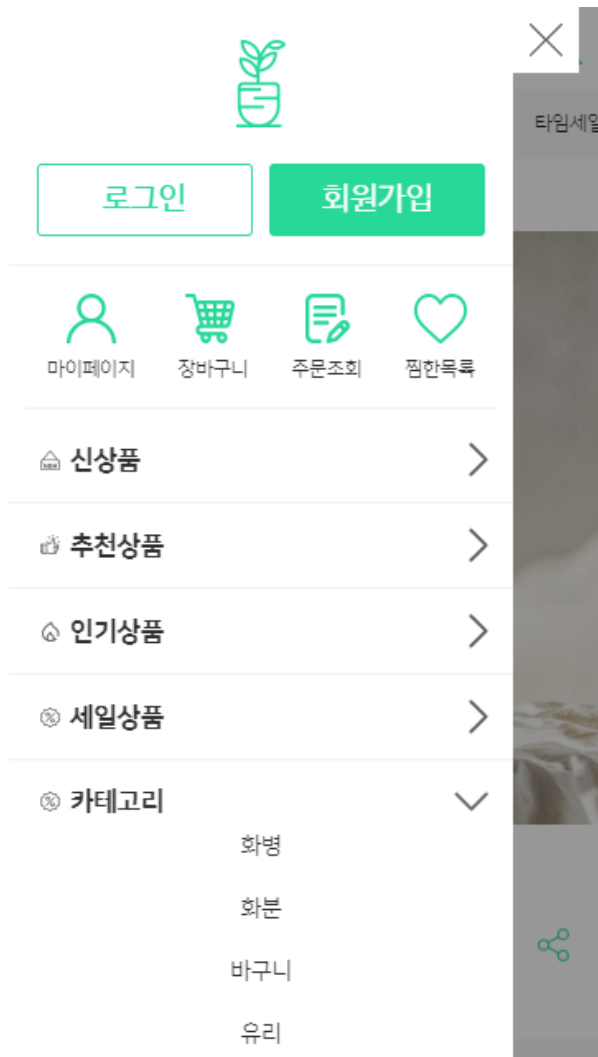 타임세일
로그인 회원가입
마이페이지 장바구니 주문조회 찜한목록
신상품
추천상품
인기상품
세일상품
카테고리
화병
화분
바구니
유리